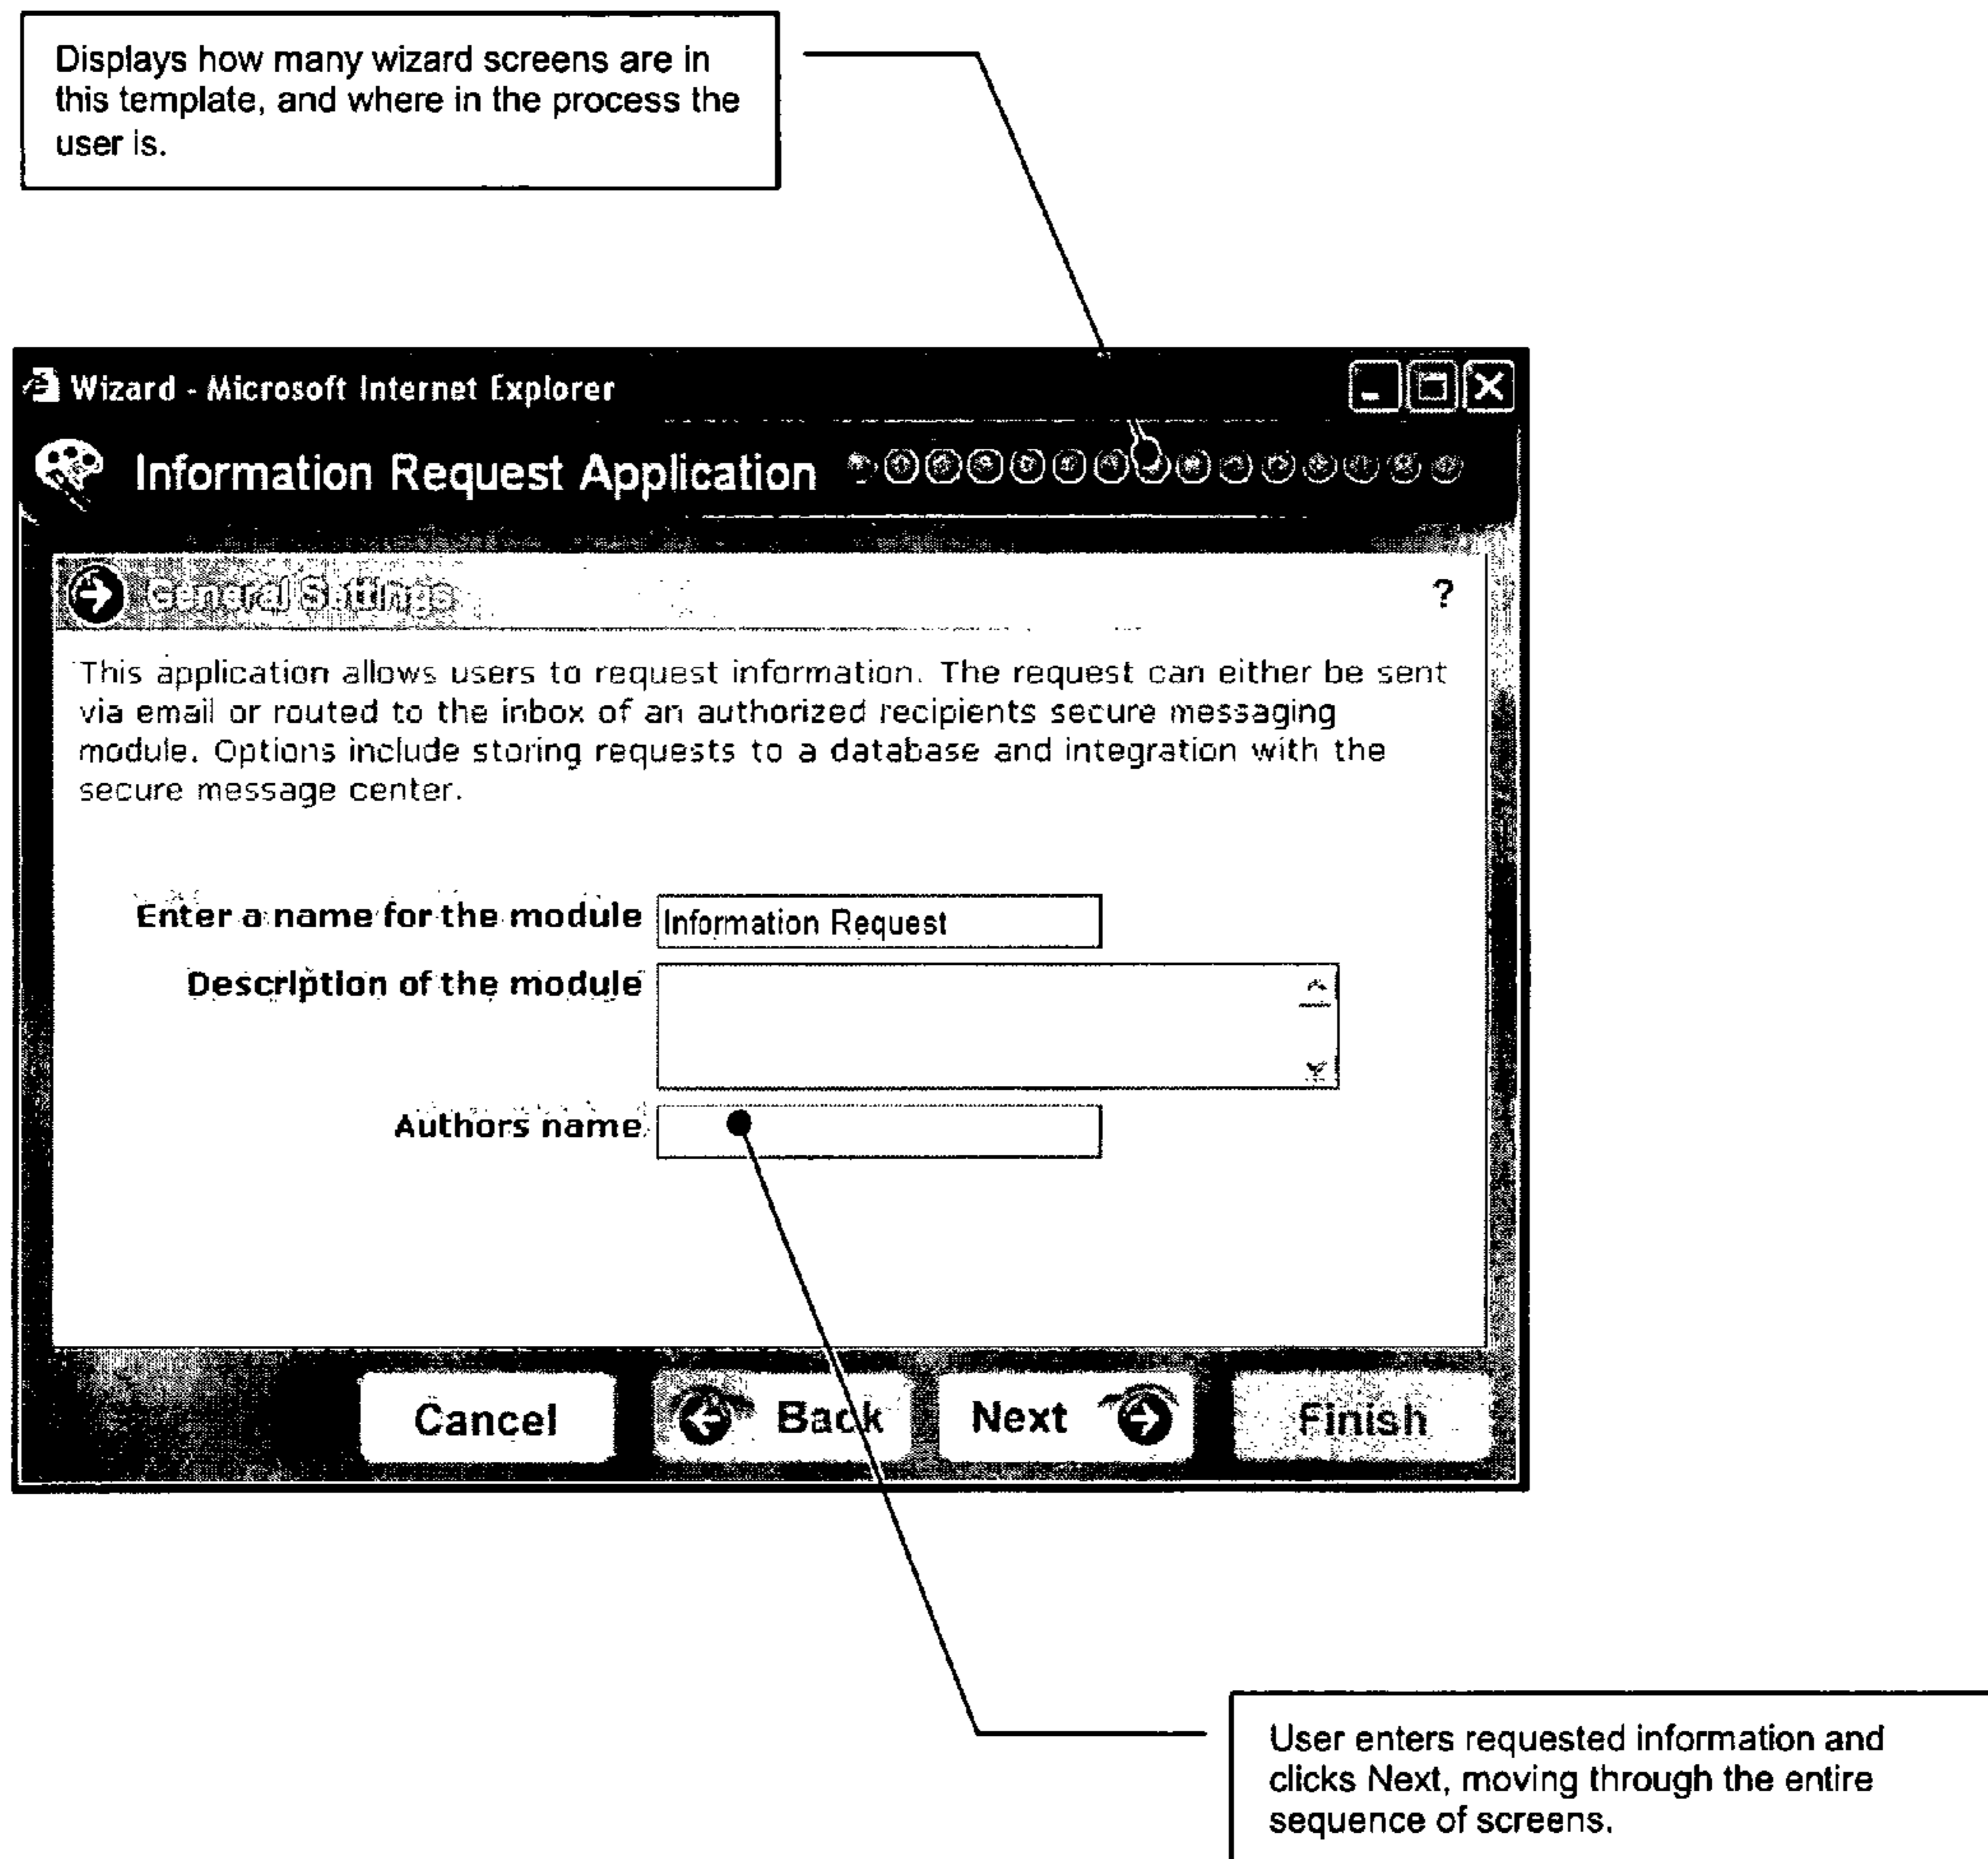 Displays how many wizard screens are in
this template, and where in the process the
user is.
Wizard - Microsoft Internet Explorer
Information Request Application
General Settings
?
This application allows users to request information. The request can either be sent
via email or routed to the inbox of an authorized recipients secure messaging
module. Options include storing requests to a database and integration with the
secure message center.
Enter a name for the module
Information Request
Description of the module
Authors name
Cancel
Back
Next
Finish
User enters requested information and
clicks Next, moving through the entire
sequence of screens.